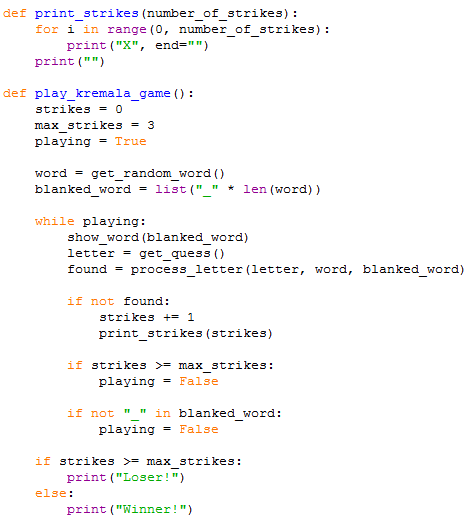 def print_strikes(number_of_strikes):
    for i in range(0, number_of_strikes):
        print("X", end="")
    print("")

def play_kremala_game():
    strikes = 0
    max_strikes = 3
    playing = True

    word = get_random_word()
    blanked_word = list("_" * len(word))

    while playing:
        show_word(blanked_word)
        letter = get_quess()
        found = process_letter(letter, word, blanked_word)

        if not found:
            strikes += 1
            print_strikes(strikes)

        if strikes >= max_strikes:
            playing = False

        if not "_" in blanked_word:
            playing = False

    if strikes >= max_strikes:
        print("Loser!")
    else:
        print("Winner!")